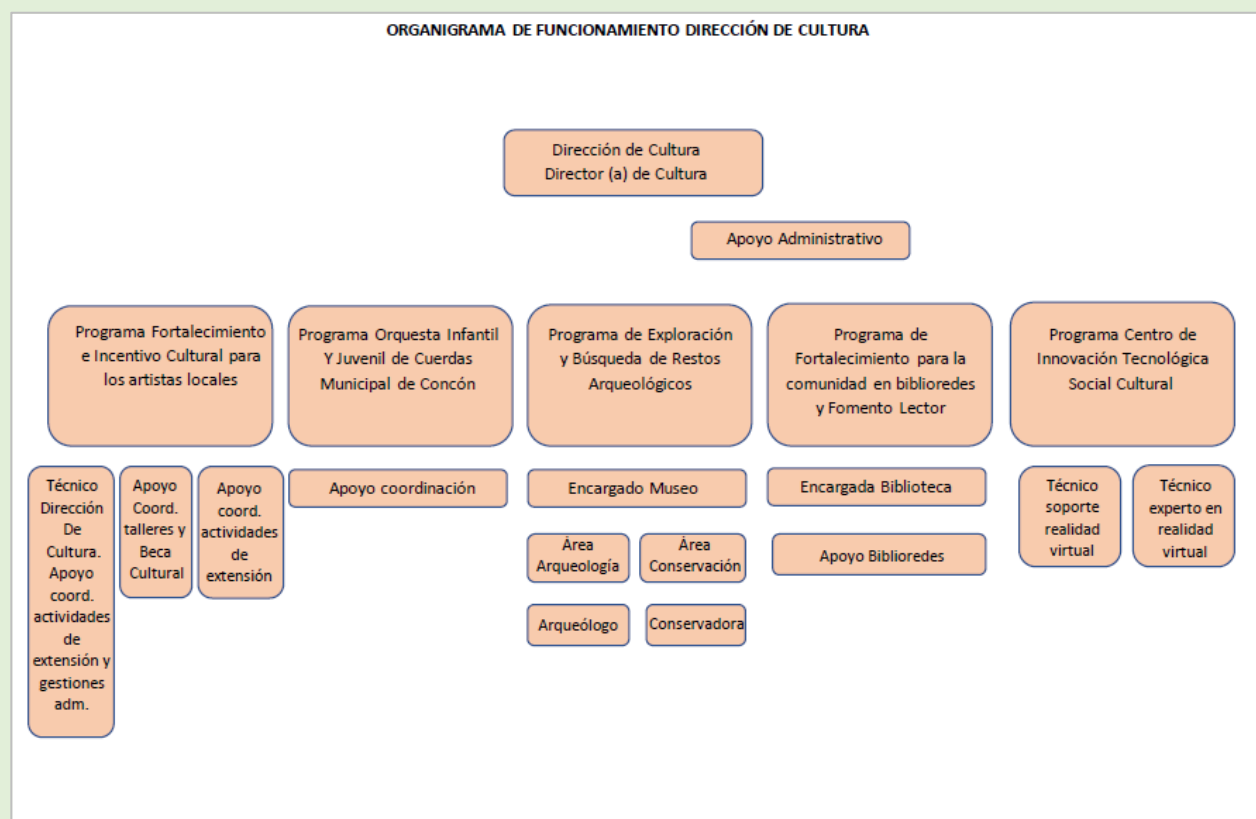 ORGANIGRAMA DE FUNCIONAMIENTO DIRECCIÓN DE CULTURA
Dirección de Cultura
Director (a) de Cultura
Apoyo Administrativo
Programa Fortalecimiento
e Incentivo Cultural para
los artistas locales
Programa Orquesta Infantil
Y Juvenil de Cuerdas
Municipal de Concón
Programa de Exploración
y Búsqueda de Restos
Arqueológicos
Programa de
Fortalecimiento para la
comunidad en biblioredes
y Fomento Lector
Programa Centro de
Innovación Tecnológica
Social Cultural
Técnico
Dirección
De
Cultura.
Apoyo
coord.
actividades
de
extensión y
gestiones
adm.
Apoyo
Coord.
talleres y
Beca
Cultural
Apoyo
coord.
actividades
de
extensión
Apoyo coordinación
Encargado Museo
Área
Arqueología
Área
Conservación
Arqueólogo
Conservadora
Encargada Biblioteca
Apoyo Biblioredes
Técnico
soporte
realidad
virtual
Técnico
experto en
realidad
virtual